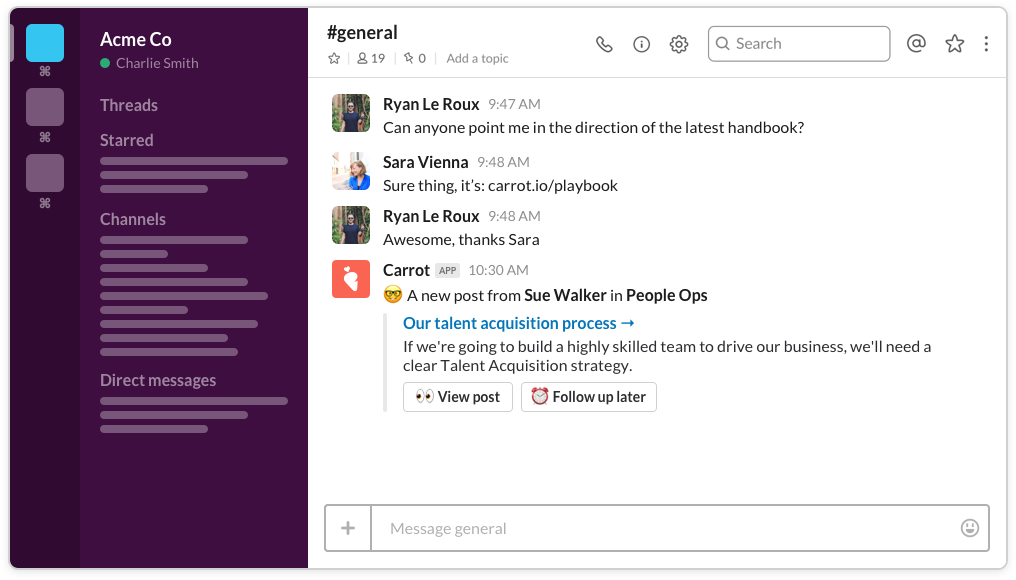 Acme Co
Charlie Smith
⌘
⌘
⌘
Threads
Starred
Channels
Direct messages
#general
19
0
Add a topic
Search
Ryan Le Roux 9:47 AM
Can anyone point me in the direction of the latest handbook?
Sara Vienna 9:48 AM
Sure thing, it’s: carrot.io/playbook
Ryan Le Roux 9:48 AM
Awesome, thanks Sara
Carrot APP 10:30 AM
🤓 A new post from Sue Walker in People Ops
Our talent acquisition process →
If we're going to build a highly skilled team to drive our business, we'll need a
clear Talent Acquisition strategy.
👀 View post
⏰ Follow up later
+ Message general